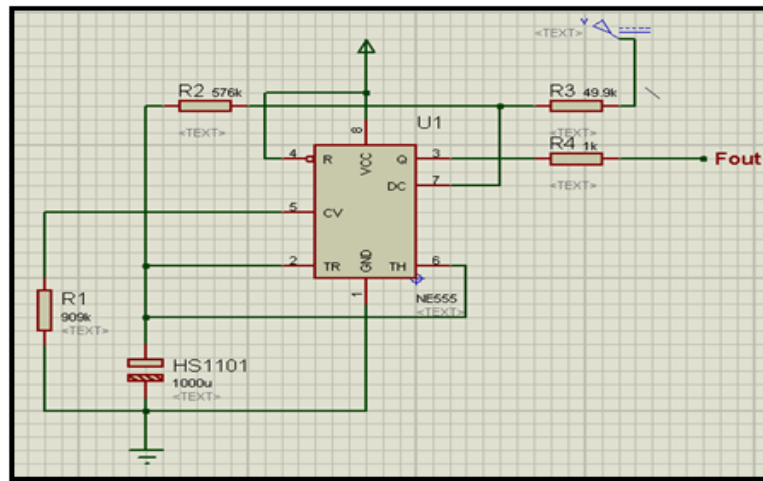 <TEXT>
R2 576k
<TEXT>
R3 49.9k
<TEXT>
U1
8
VCC
4 R
Q 3
R4 1k
<TEXT>
Fout
DC 7
5 CV
2 TR
GND
TH 6
1
NE555
<TEXT>
R1
909k
<TEXT>
HS1101
1000u
<TEXT>